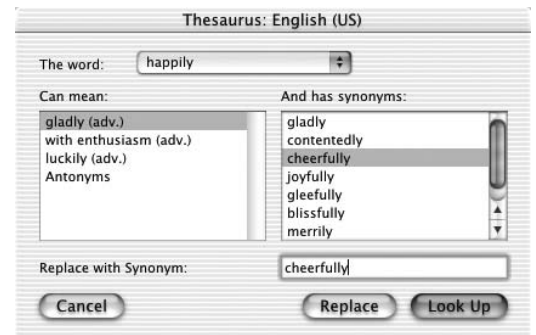 Thesaurus: English (US)
The word: happily
Can mean:
gladly (adv.)
with enthusiasm (adv.)
luckily (adv.)
Antonyms
And has synonyms:
gladly
contentedly
cheerfully
joyfully
gleefully
blissfully
merrily
Replace with Synonym: cheerfully
Cancel Replace Look Up